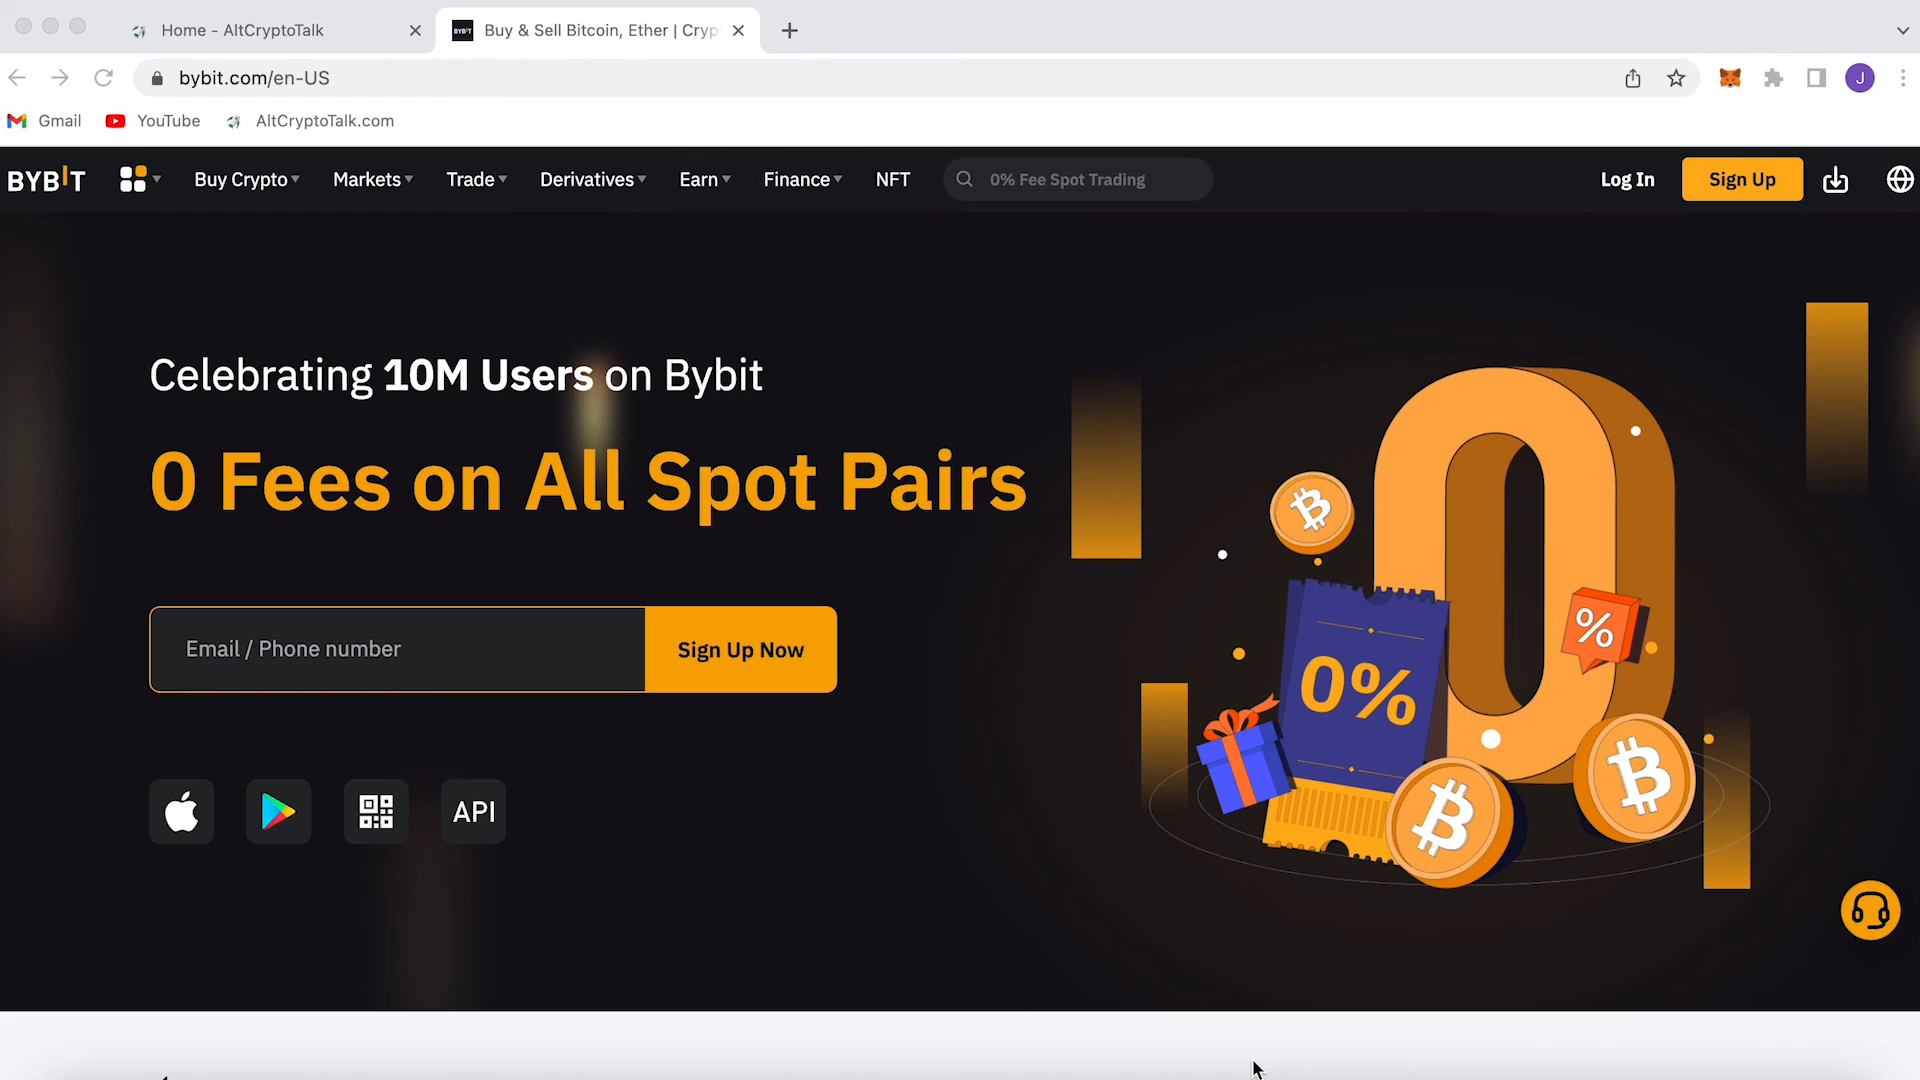 Home - AltCryptoTalk
BYBIT
Buy & Sell Bitcoin, Ether | Cryp
bybit.com/en-US
J
Gmail
YouTube
AltCryptoTalk.com
BYBIT
Buy Crypto
Markets
Trade
Derivatives
Earn
Finance
NFT
0% Fee Spot Trading
Log In
Sign Up
Celebrating 10M Users on Bybit
0 Fees on All Spot Pairs
Email / Phone number
Sign Up Now
API
0
0%
%